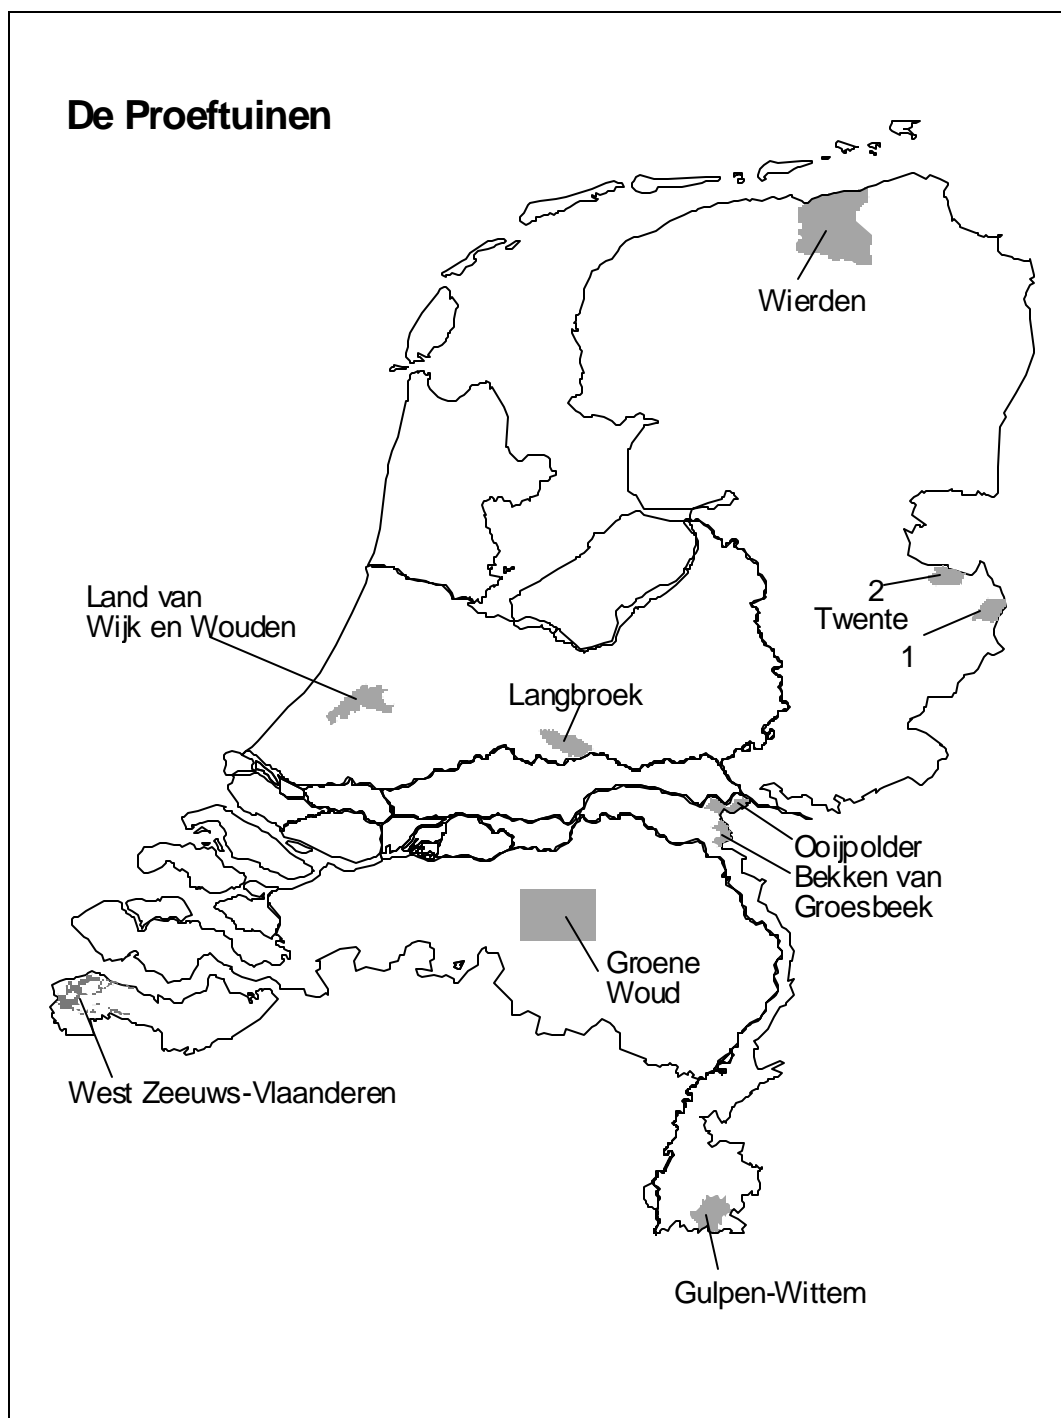 De Proeftuinen
Wierden
Land van
Wijk en Wouden
2
Twente
1
Langbroek
Ooijpolder
Bekken van
Groesbeek
Groene
Woud
West Zeeuws-Vlaanderen
Gulpen-Wittem